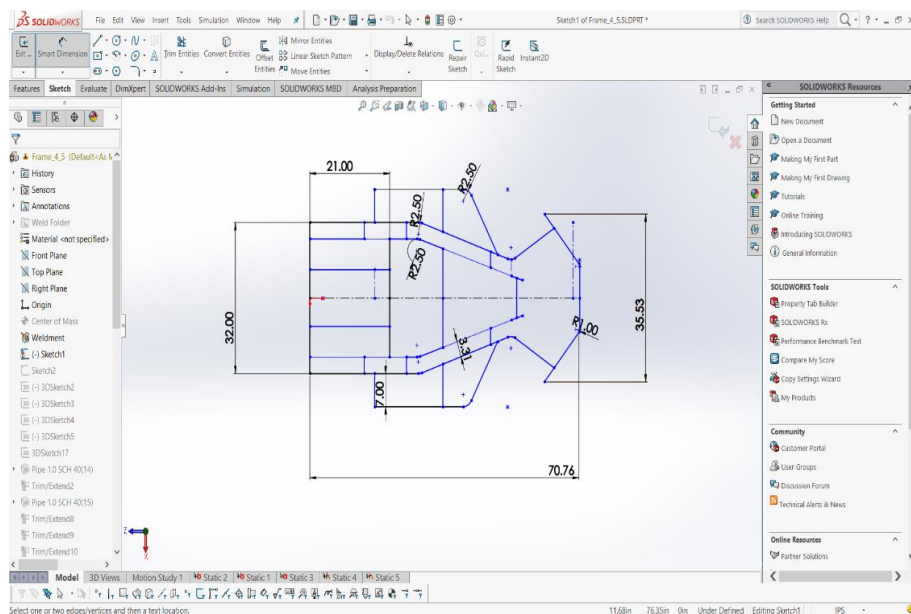 SOLIDWORKS File Edit View Insert Tools Simulation Window Help Sketch1 of Frame_4_5.SLDPRT * Search SOLIDWORKS Help
Exit ... Smart Dimension Trim Entities Convert Entities Offset Entities Mirror Entities Linear Sketch Pattern Move Entities Display/Delete Relations Repair Sketch Qui... Rapid Sketch Instant2D
Features Sketch Evaluate DimXpert SOLIDWORKS Add-Ins Simulation SOLIDWORKS MBD Analysis Preparation
Frame_4_5 (Default<As M
History
Sensors
Annotations
Weld Folder
Material <not specified>
Front Plane
Top Plane
Right Plane
Origin
Center of Mass
Weldment
(-) Sketch1
Sketch2
(-) 3DSketch2
(-) 3DSketch3
(-) 3DSketch4
(-) 3DSketch5
3DSketch17
Pipe 1.0 SCH 40(14)
Trim/Extend2
Pipe 1.0 SCH 40(15)
Trim/Extend8
Trim/Extend9
Trim/Extend10
21.00
R2.50
R2.50
R2.50
32.00
35.53
R1.00
3.31
7.00
70.76
Z
X
SOLIDWORKS Resources
Getting Started
New Document
Open a Document
Making My First Part
Making My First Drawing
Tutorials
Online Training
Introducing SOLIDWORKS
General Information
SOLIDWORKS Tools
Property Tab Builder
SOLIDWORKS Rx
Performance Benchmark Test
Compare My Score
Copy Settings Wizard
My Products
Community
Customer Portal
User Groups
Discussion Forum
Technical Alerts & News
Online Resources
Partner Solutions
Model 3D Views Motion Study 1 Static 2 Static 1 Static 3 Static 4 Static 5
Select one or two edges/vertices and then a text location. 11.68in 76.35in 0in Under Defined Editing Sketch1 IPS